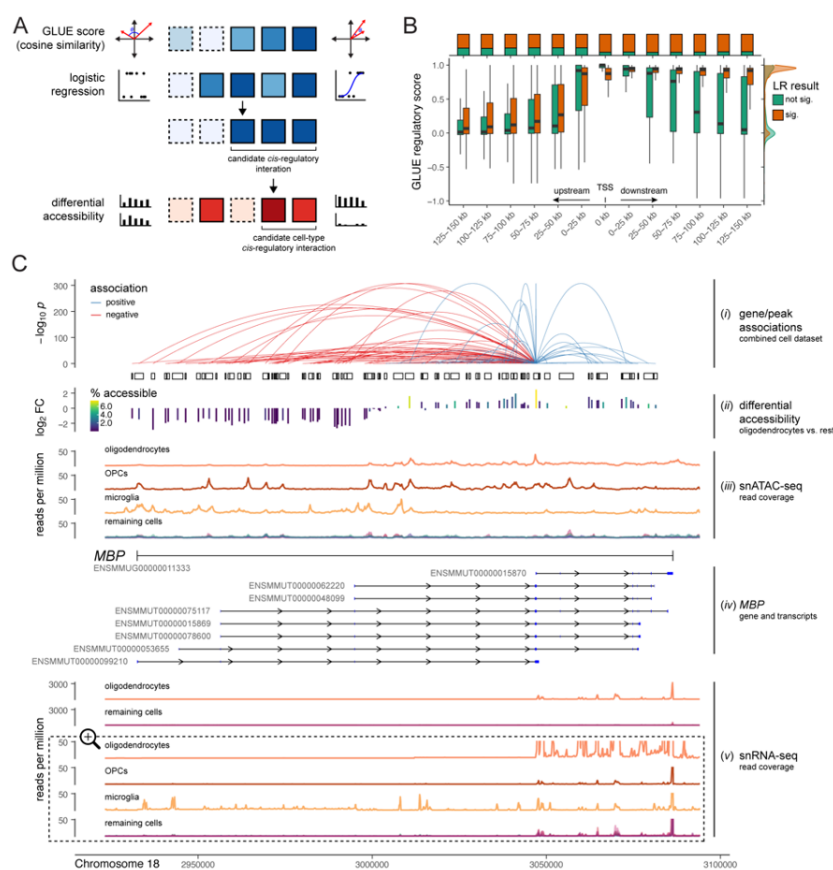 A
GLUE score
(cosine similarity)
logistic
regression
candidate cis-regulatory
interation
differential
accessibility
candidate cell-type
cis-regulatory interaction
B
GLUE regulatory score
1.0
0.5
0.0
−0.5
−1.0
upstream
TSS
downstream
125–150 kb
100–125 kb
75–100 kb
50–75 kb
25–50 kb
0–25 kb
0 kb
0–25 kb
25–50 kb
50–75 kb
75–100 kb
100–125 kb
125–150 kb
LR result
not sig.
sig.
C
association
positive
negative
−log10 p
300
200
100
0
(i) gene/peak
associations
combined cell dataset
% accessible
6.0
4.0
log2 FC
2
0
−2
(ii) differential
accessibility
oligodendrocytes vs. rest
reads per million
50
oligodendrocytes
50
OPCs
50
microglia
50
remaining cells
(iii) snATAC-seq
read coverage
MBP
ENSMMUG00000011333
ENSMMUT00000015870
ENSMMUT00000062220
ENSMMUT00000048099
ENSMMUT00000075117
ENSMMUT00000015869
ENSMMUT00000078600
ENSMMUT00000053655
ENSMMUT00000099210
(iv) MBP
gene and transcripts
reads per million
3000
oligodendrocytes
3000
remaining cells
50
oligodendrocytes
50
OPCs
50
microglia
50
remaining cells
(v) snRNA-seq
read coverage
Chromosome 18
2950000
3000000
3050000
3100000